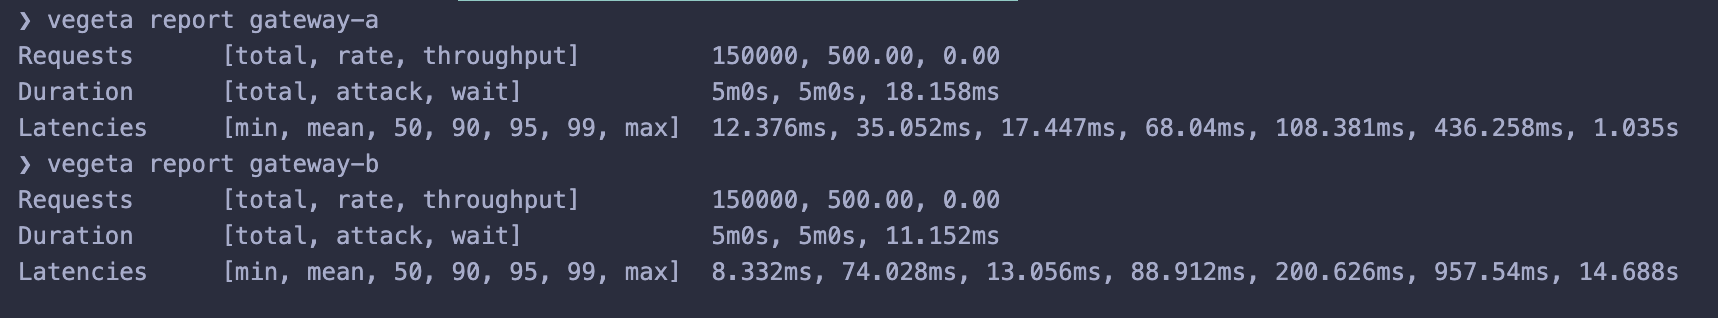 ❯ vegeta report gateway-a
Requests      [total, rate, throughput]         150000, 500.00, 0.00
Duration      [total, attack, wait]             5m0s, 5m0s, 18.158ms
Latencies     [min, mean, 50, 90, 95, 99, max]  12.376ms, 35.052ms, 17.447ms, 68.04ms, 108.381ms, 436.258ms, 1.035s
❯ vegeta report gateway-b
Requests      [total, rate, throughput]         150000, 500.00, 0.00
Duration      [total, attack, wait]             5m0s, 5m0s, 11.152ms
Latencies     [min, mean, 50, 90, 95, 99, max]  8.332ms, 74.028ms, 13.056ms, 88.912ms, 200.626ms, 957.54ms, 14.688s